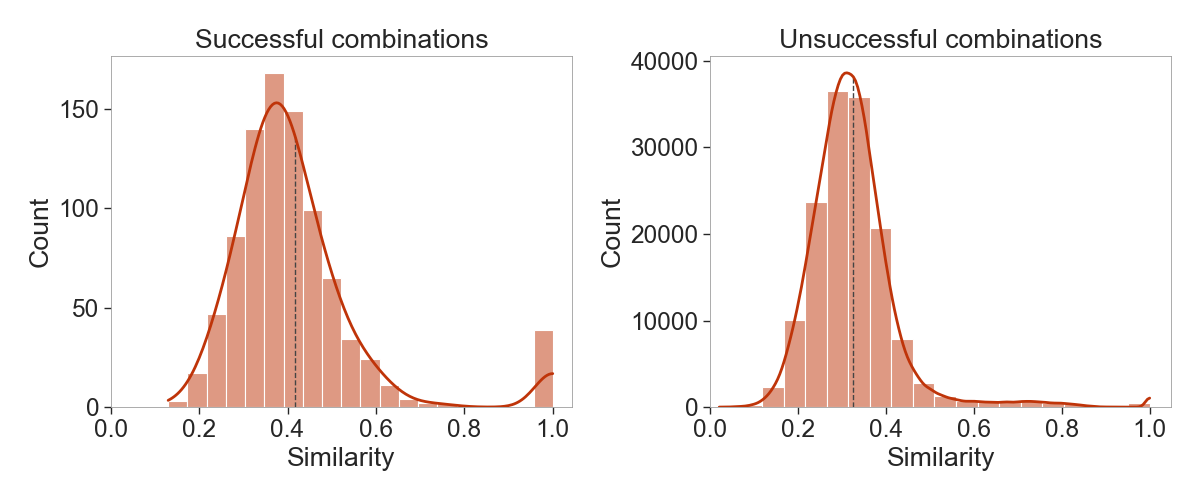 Successful combinations
Count
150
100
50
0
0.0 0.2 0.4 0.6 0.8 1.0
Similarity
Unsuccessful combinations
Count
40000
30000
20000
10000
0
0.0 0.2 0.4 0.6 0.8 1.0
Similarity